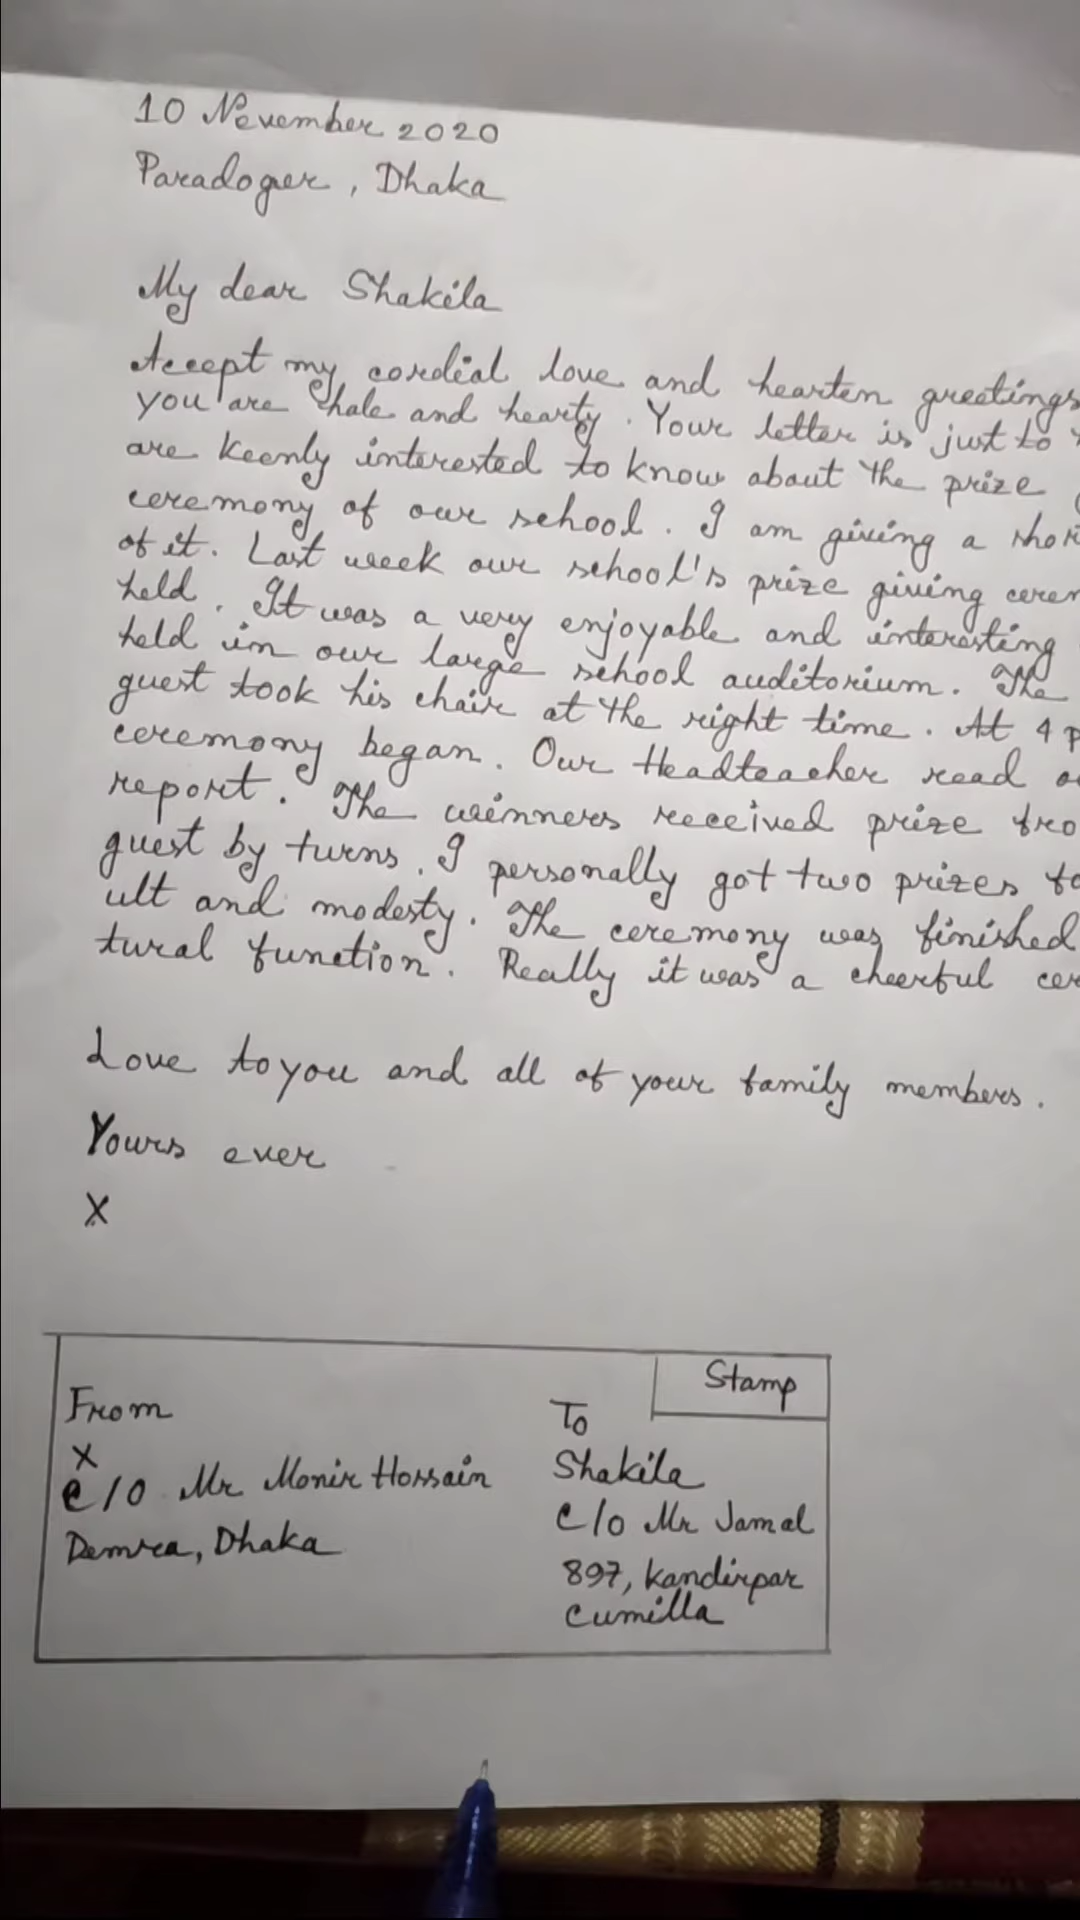 10 November 2020
Paradoger, Dhaka
My dear Shakila
Accept my cordial love and hearten greetings
you are hale and hearty. Your letter is just to
are keenly interested to know about the prize
ceremony of our school. I am giving a
of it. Last week our school's prize giving
held. It was a very enjoyable and interesting
held in our large school auditorium. The
guest took his chair at the right time. At 4
ceremony began. Our Headteacher read
report. The winners received prize
guest by turns. I personally got two prizes
ult and modesty. The ceremony was finished
tural function. Really it was a cheerful
Love to you and all of your family members.
Yours ever
X
Stamp
From
X
C/O Mr Monir Hossain
Demra, Dhaka
To
Shakila
C/o Mr Jamal
897, Kandirpar
Cumilla